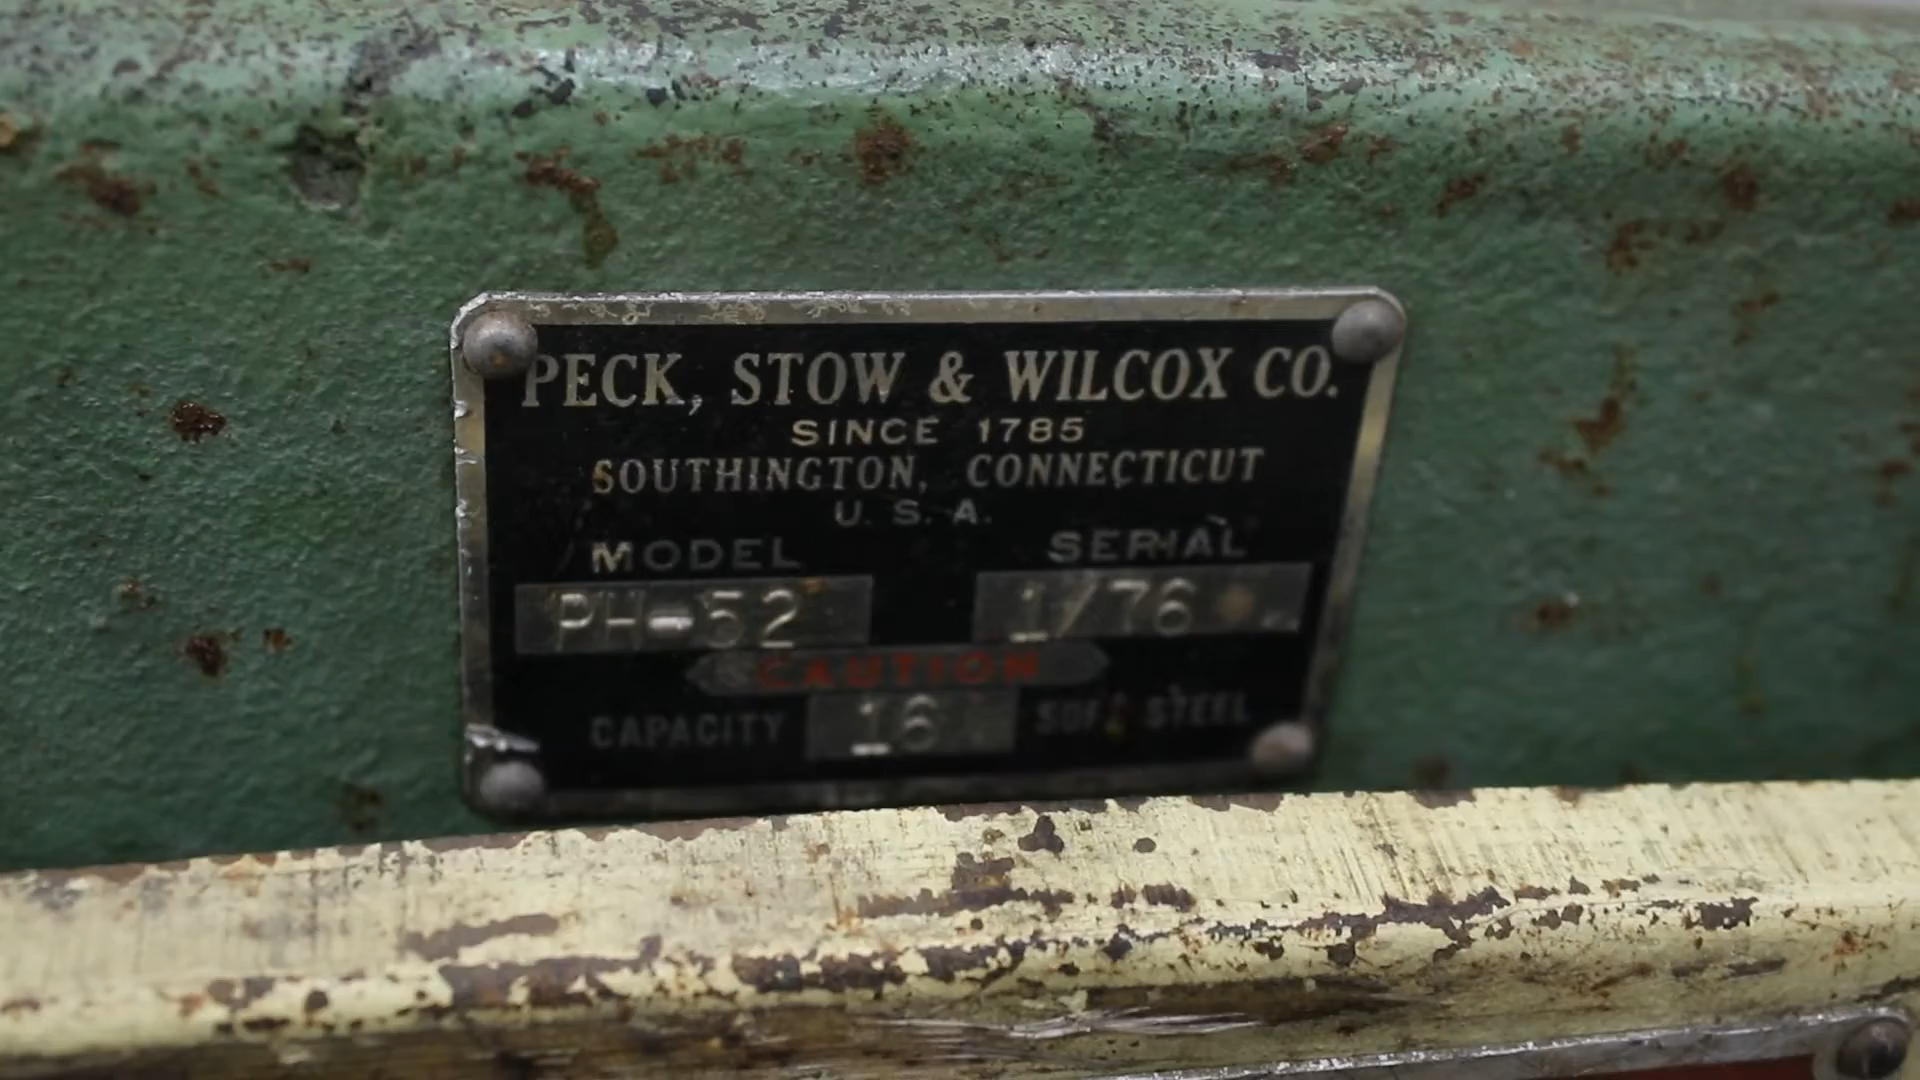 PECK, STOW & WILCOX CO.
SINCE 1785
SOUTHINGTON, CONNECTICUT
U. S. A.
MODEL SERIAL
PH-52 1/76
CAUTION
CAPACITY 16 SOFT STEEL